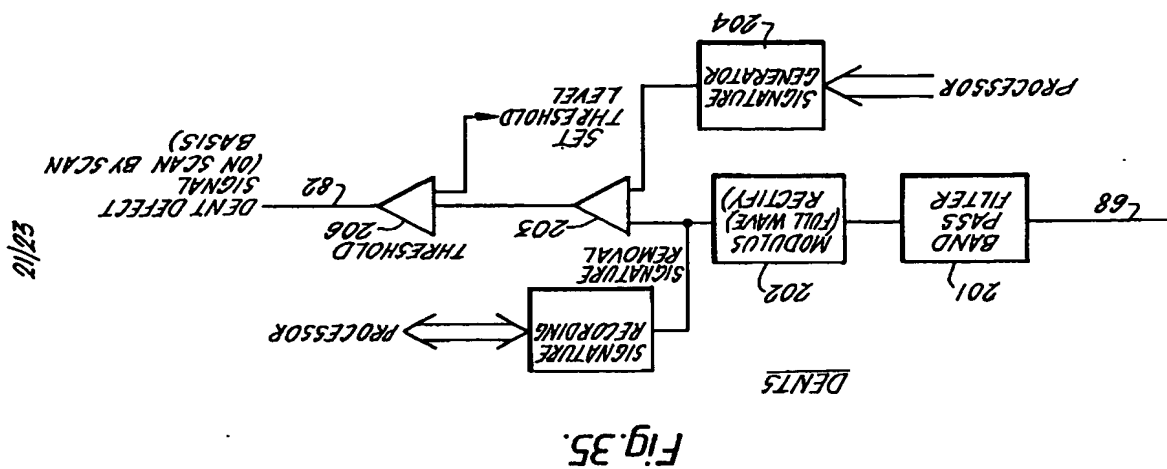 Fig. 35.
DENTS
SIGNATURE
RECORDING
PROCESSOR
68
201
BAND
PASS
FILTER
202
MODULUS
(FULL WAVE)
RECTIFY)
SIGNATURE
REMOVAL
203
THRESHOLD
206
82
DENT DEFECT
SIGNAL
(ON SCAN BY SCAN
BASIS)
SET
THRESHOLD
LEVEL
PROCESSOR
SIGNATURE
GENERATOR
204
21/23